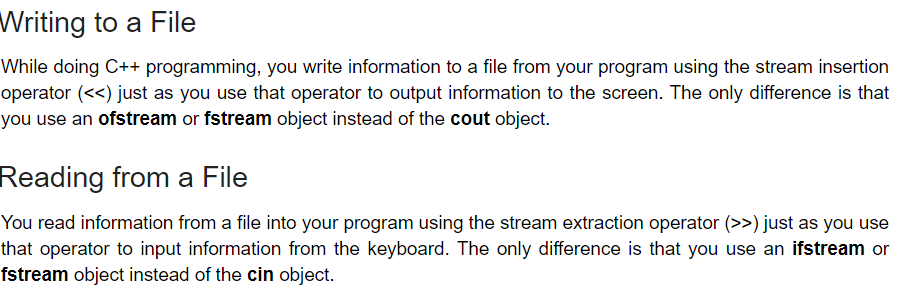 Writing to a File
While doing C++ programming, you write information to a file from your program using the stream insertion
operator (<<) just as you use that operator to output information to the screen. The only difference is that
you use an ofstream or fstream object instead of the cout object.
Reading from a File
You read information from a file into your program using the stream extraction operator (>>) just as you use
that operator to input information from the keyboard. The only difference is that you use an ifstream or
fstream object instead of the cin object.